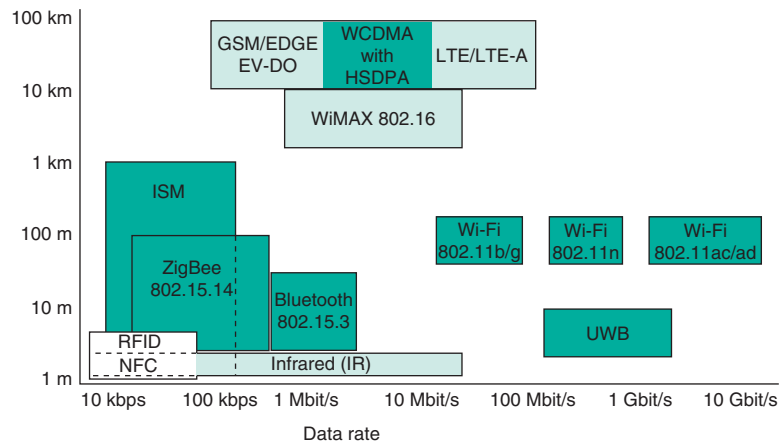 100 km
GSM/EDGE
EV-DO
WCDMA
with
HSDPA
LTE/LTE-A
10 km
WiMAX 802.16
1 km
ISM
100 m
Wi-Fi
802.11b/g
Wi-Fi
802.11n
Wi-Fi
802.11ac/ad
ZigBee
802.15.14
Bluetooth
802.15.3
10 m
UWB
RFID
NFC
Infrared (IR)
1 m
10 kbps
100 kbps
1 Mbit/s
10 Mbit/s
100 Mbit/s
1 Gbit/s
10 Gbit/s
Data rate